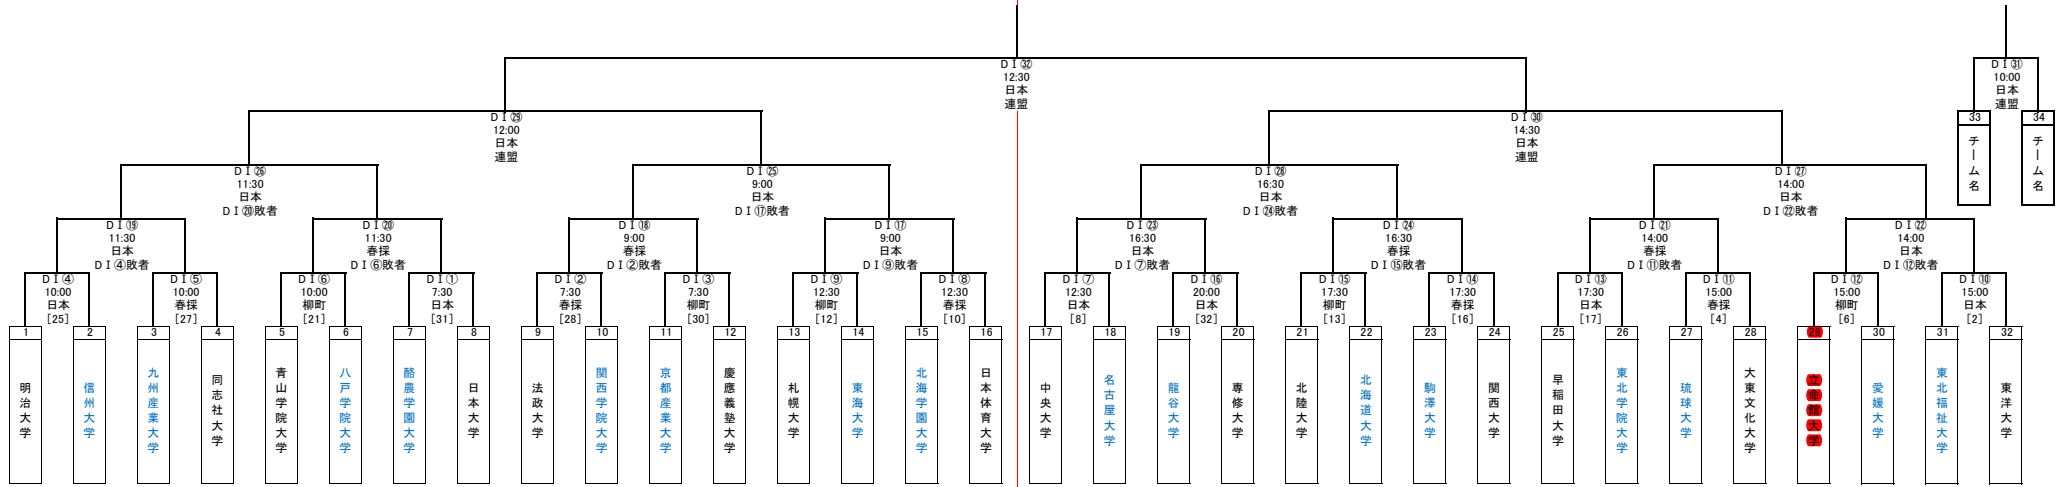 DⅠ㉜
12:30
日本
連盟
DⅠ㉛
10:00
日本
連盟
33
34
チーム名
チーム名
DⅠ㉙
12:00
日本
連盟
DⅠ㉚
14:30
日本
連盟
DⅠ㉖
11:30
日本
DⅠ⑳敗者
DⅠ㉕
9:00
日本
DⅠ⑰敗者
DⅠ㉘
16:30
日本
DⅠ㉔敗者
DⅠ㉗
14:00
日本
DⅠ㉒敗者
DⅠ⑲
11:30
日本
DⅠ④敗者
DⅠ⑳
11:30
春採
DⅠ⑥敗者
DⅠ⑱
9:00
春採
DⅠ②敗者
DⅠ⑰
9:00
日本
DⅠ⑨敗者
DⅠ㉓
16:30
日本
DⅠ⑦敗者
DⅠ㉔
16:30
春採
DⅠ⑮敗者
DⅠ㉑
14:00
春採
DⅠ⑪敗者
DⅠ㉒
14:00
日本
DⅠ⑫敗者
DⅠ④
10:00
日本
[25]
DⅠ⑤
10:00
春採
[27]
DⅠ⑥
10:00
柳町
[21]
DⅠ①
7:30
日本
[31]
DⅠ②
7:30
春採
[28]
DⅠ③
7:30
柳町
[30]
DⅠ⑨
12:30
柳町
[12]
DⅠ⑧
12:30
春採
[10]
DⅠ⑦
12:30
日本
[8]
DⅠ⑯
20:00
日本
[32]
DⅠ⑮
17:30
柳町
[13]
DⅠ⑭
17:30
春採
[16]
DⅠ⑬
17:30
日本
[17]
DⅠ⑪
15:00
春採
[4]
DⅠ⑫
15:00
柳町
[6]
DⅠ⑩
15:00
日本
[2]
1
明治大学
2
信州大学
3
九州産業大学
4
同志社大学
5
青山学院大学
6
八戸学院大学
7
酪農学園大学
8
日本大学
9
法政大学
10
関西学院大学
11
京都産業大学
12
慶應義塾大学
13
札幌大学
14
東海大学
15
北海学園大学
16
日本体育大学
17
中央大学
18
名古屋大学
19
龍谷大学
20
専修大学
21
北陸大学
22
北海道大学
23
駒澤大学
24
関西大学
25
早稲田大学
26
東北学院大学
27
琉球大学
28
大東文化大学
29
立命館大学
30
愛媛大学
31
東北福祉大学
32
東洋大学